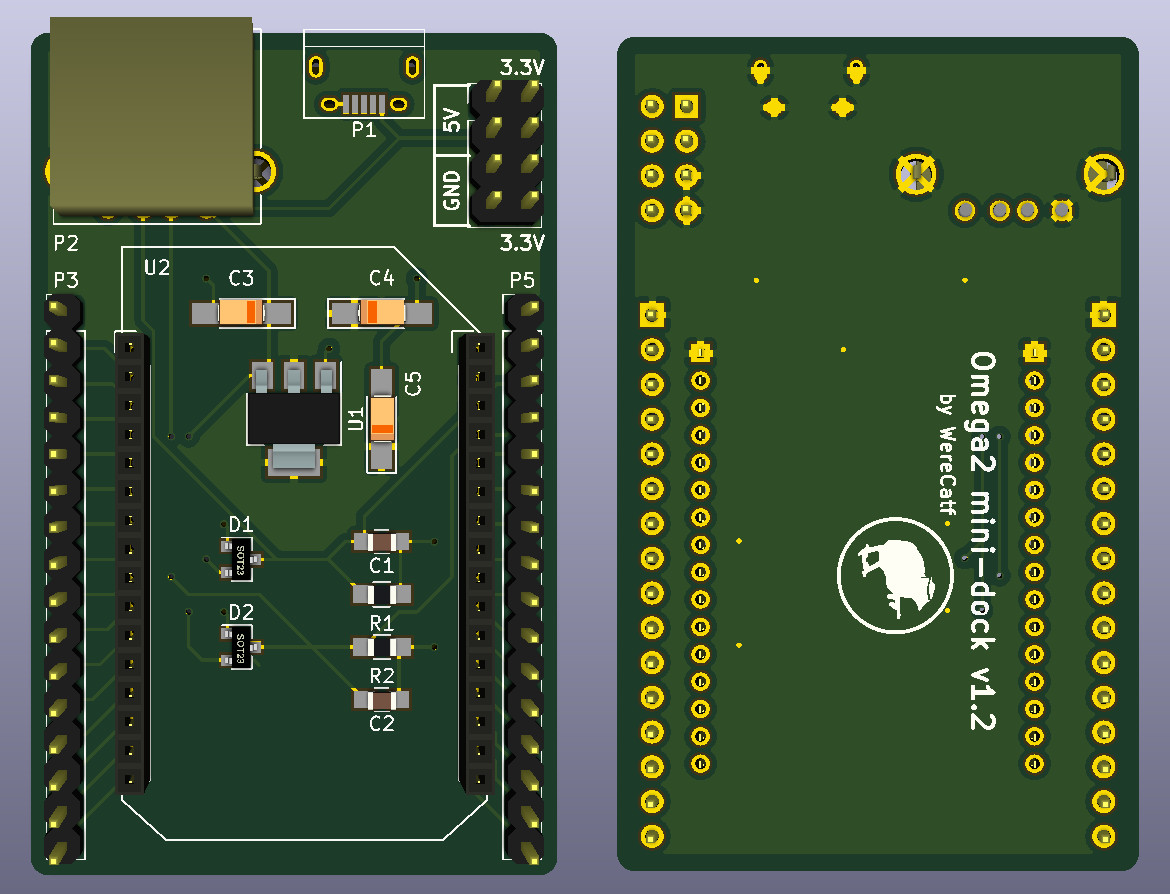 3.3V
5V
P1
GND
P2
3.3V
U2
P3
C3
C4
P5
C5
U1
D1
SOT23
C1
D2
R1
SOT23
R2
C2
Omega2 mini-dock v1.2
by WereCatf